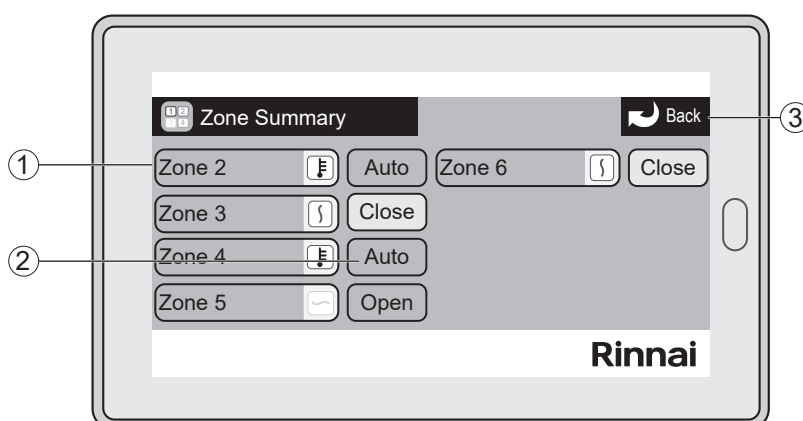 Zone Summary
Back
3
1
Zone 2
Auto
Zone 6
Close
Zone 3
Close
2
Zone 4
Auto
Zone 5
Open
Rinnai